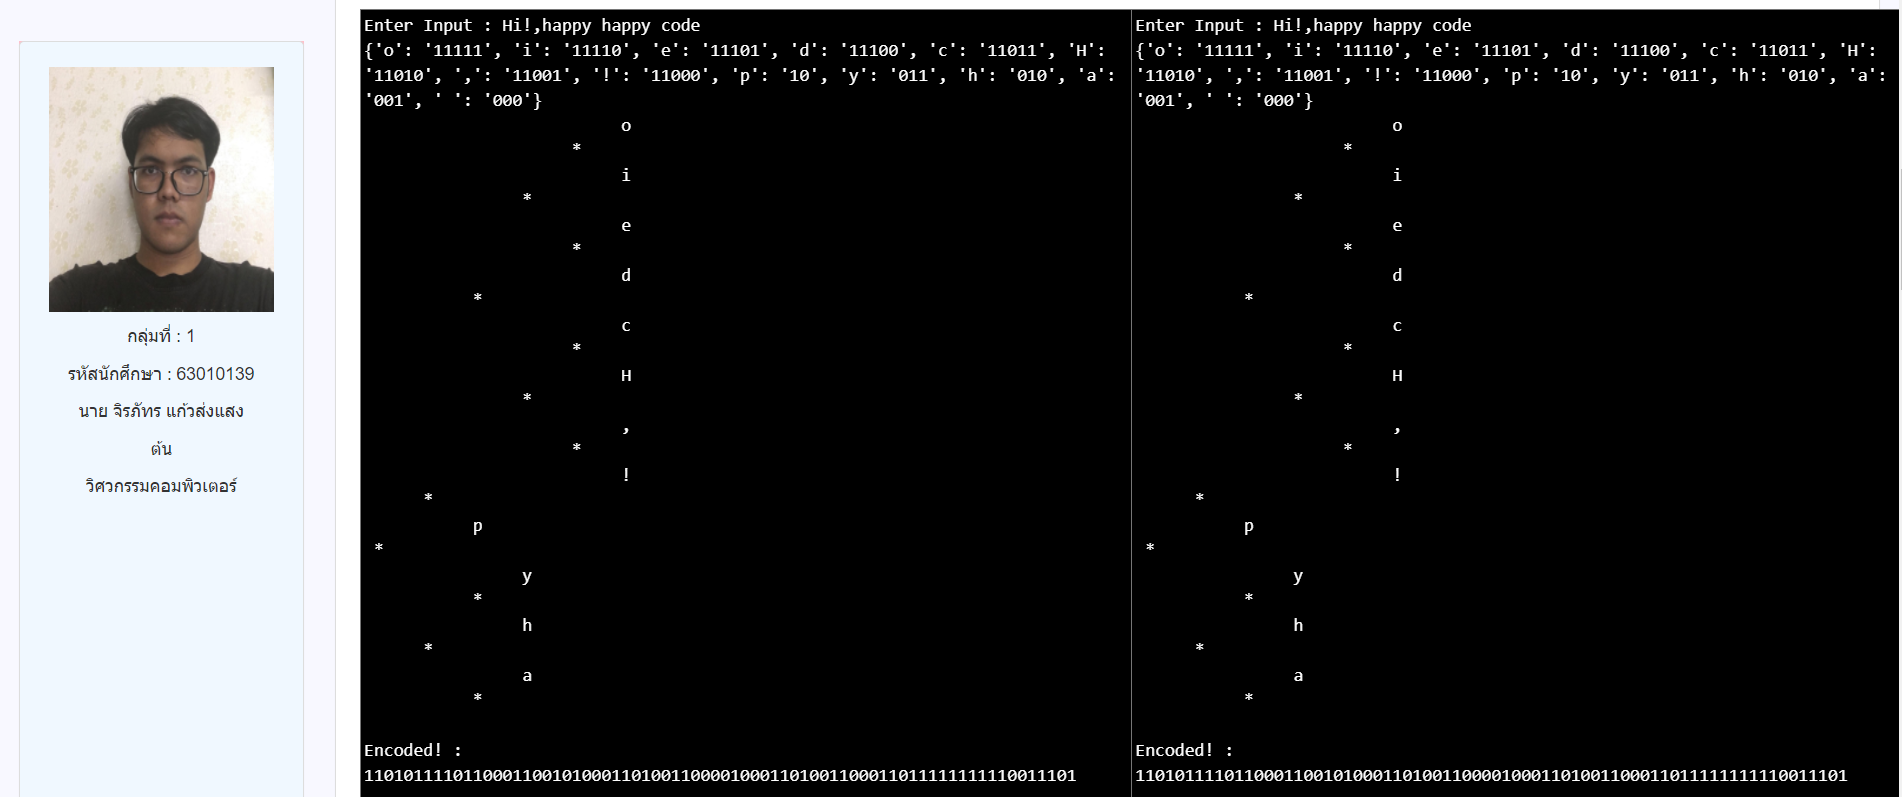 กลุ่มที่ : 1
รหัสนักศึกษา : 63010139
นาย จิรภัทร แก้วส่งแสง
ต้น
วิศวกรรมคอมพิวเตอร์
Enter Input : Hi!,happy happy code
{'o': '11111', 'i': '11110', 'e': '11101', 'd': '11100', 'c': '11011', 'H':
'11010', ',': '11001', '!': '11000', 'p': '10', 'y': '011', 'h': '010', 'a':
'001', ' ': '000'}
o
*
i
*
e
*
d
*
c
*
H
*
,
*
!
*
p
*
y
*
h
*
a
*
Encoded! :
1101011110110001100101000110100110000100011010011000110111111111110011101
Enter Input : Hi!,happy happy code
{'o': '11111', 'i': '11110', 'e': '11101', 'd': '11100', 'c': '11011', 'H':
'11010', ',': '11001', '!': '11000', 'p': '10', 'y': '011', 'h': '010', 'a':
'001', ' ': '000'}
o
*
i
*
e
*
d
*
c
*
H
*
,
*
!
*
p
*
y
*
h
*
a
*
Encoded! :
1101011110110001100101000110100110000100011010011000110111111111110011101